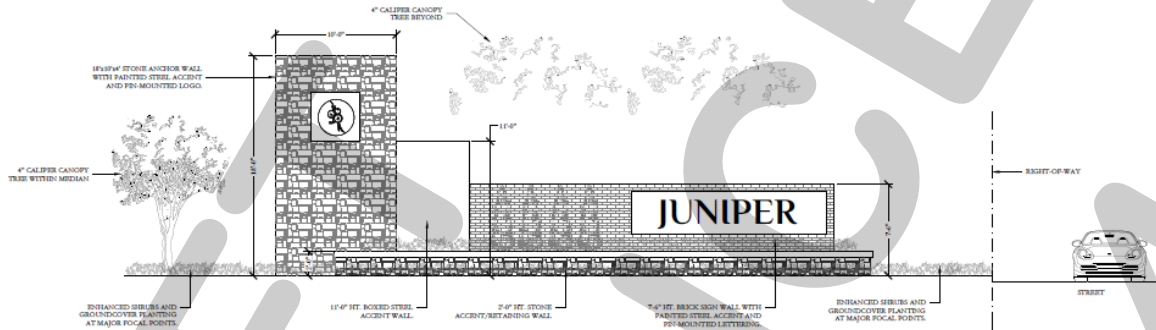 4" CALIPER CANOPY
TREE BEYOND
10'-0"
18'x10'x4' STONE ANCHOR WALL
WITH PAINTED STEEL ACCENT
AND PIN-MOUNTED LOGO.
11'-0"
18'-0"
4" CALIPER CANOPY
TREE WITHIN MEDIAN
RIGHT-OF-WAY
JUNIPER
7'-6"
STREET
ENHANCED SHRUBS AND
GROUNDCOVER PLANTING
AT MAJOR FOCAL POINTS.
11'-0" HT. BOXED STEEL
ACCENT WALL.
2'-0" HT. STONE
ACCENT/RETAINING WALL
7'-6" HT. BRICK SIGN WALL WITH
PAINTED STEEL ACCENT AND
PIN-MOUNTED LETTERING.
ENHANCED SHRUBS AND
GROUNDCOVER PLANTING
AT MAJOR FOCAL POINTS.